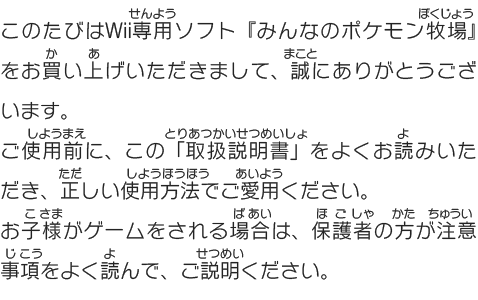 このたびはWii専用ソフト『みんなのポケモン牧場』
をお買い上げいただきまして、誠にありがとうござ
います。
ご使用前に、この「取扱説明書」をよくお読みいた
だき、正しい使用方法でご愛用ください。
お子様がゲームをされる場合は、保護者の方が注意
事項をよく読んで、ご説明ください。